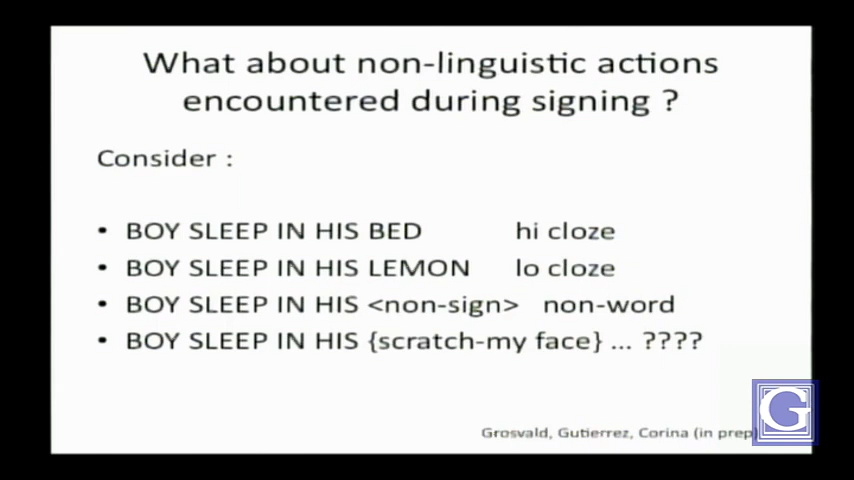 What about non-linguistic actions
encountered during signing ?
Consider :
• BOY SLEEP IN HIS BED hi cloze
• BOY SLEEP IN HIS LEMON lo cloze
• BOY SLEEP IN HIS <non-sign> non-word
• BOY SLEEP IN HIS {scratch-my face} ... ????
Grosvald, Gutierrez, Corina (in prep)
G